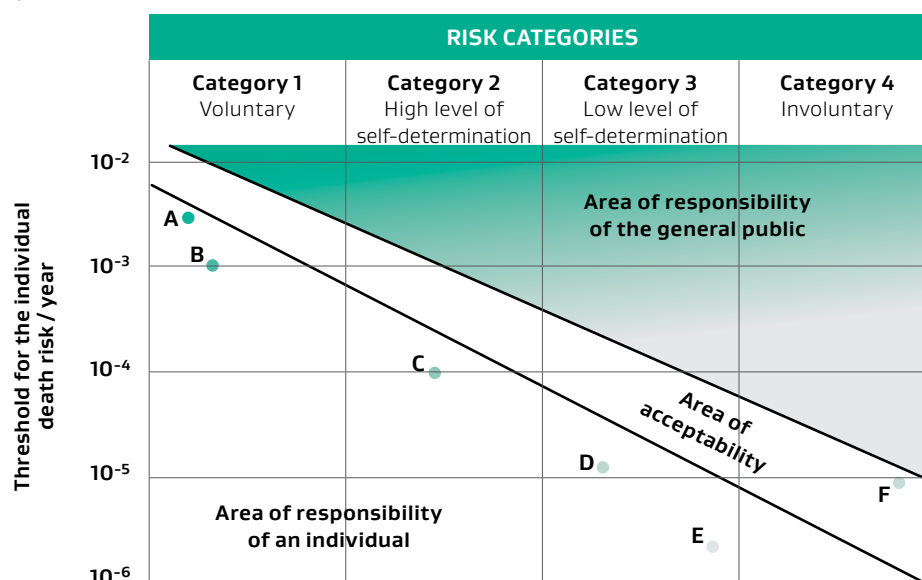 RISK CATEGORIES
Category 1
Voluntary
Category 2
High level of
self-determination
Category 3
Low level of
self-determination
Category 4
Involuntary
Threshold for the individual
death risk / year
10-2
10-3
10-4
10-5
10-6
Area of responsibility
of the general public
A
B
C
Area of
acceptability
D
F
E
Area of responsibility
of an individual